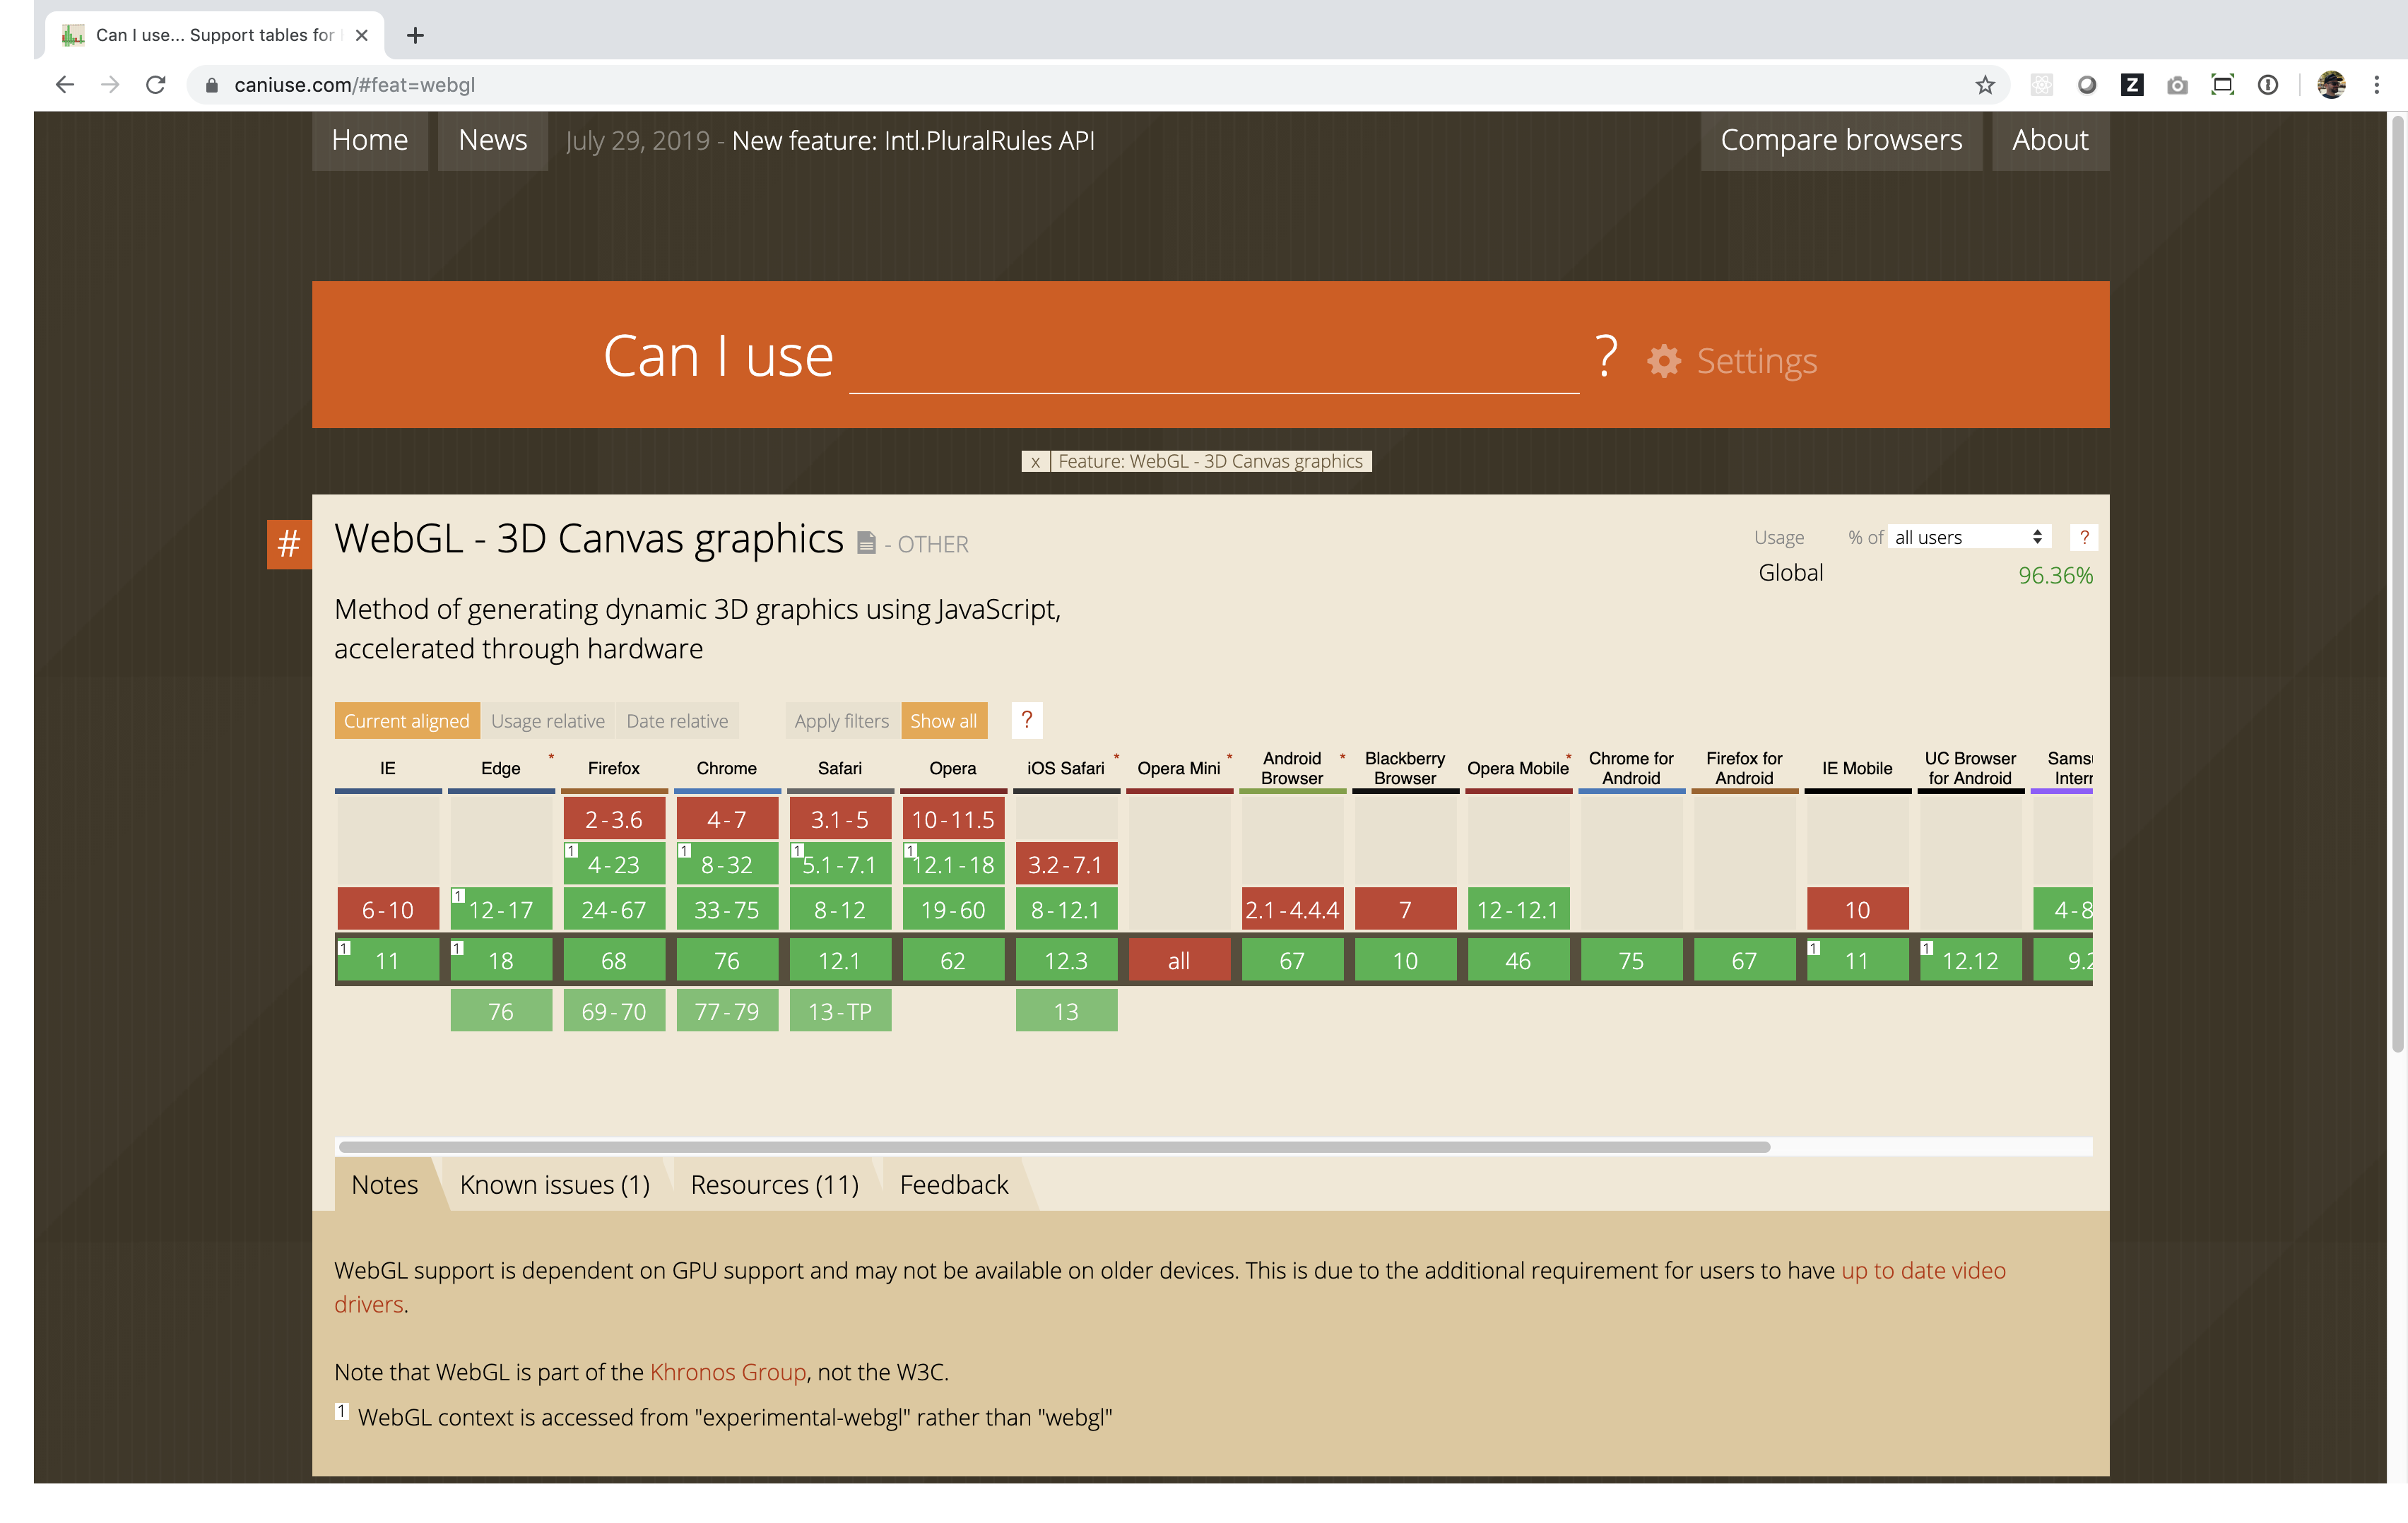 Can I use... Support tables for
caniuse.com/#feat=webgl
Z
Home News July 29, 2019 - New feature: Intl.PluralRules API Compare browsers About
Can I use ? Settings
x Feature: WebGL - 3D Canvas graphics
# WebGL - 3D Canvas graphics - OTHER
Usage % of all users ?
Global 96.36%
Method of generating dynamic 3D graphics using JavaScript,
accelerated through hardware
Current aligned Usage relative Date relative Apply filters Show all ?
IE Edge * Firefox Chrome Safari Opera iOS Safari * Opera Mini * Android Browser * Blackberry Browser Opera Mobile * Chrome for Android Firefox for Android IE Mobile UC Browser for Android
2-3.6 4-7 3.1-5 10-11.5
1 4-23 1 8-32 1 5.1-7.1 1 12.1-18 3.2-7.1
6-10 1 12-17 24-67 33-75 8-12 19-60 8-12.1 2.1-4.4.4 7 12-12.1 10 4-8
1 11 1 18 68 76 12.1 62 12.3 all 67 10 46 75 67 1 11 1 12.12 9.2
76 69-70 77-79 13-TP 13
Notes Known issues (1) Resources (11) Feedback
WebGL support is dependent on GPU support and may not be available on older devices. This is due to the additional requirement for users to have up to date video
drivers.
Note that WebGL is part of the Khronos Group, not the W3C.
1 WebGL context is accessed from "experimental-webgl" rather than "webgl"